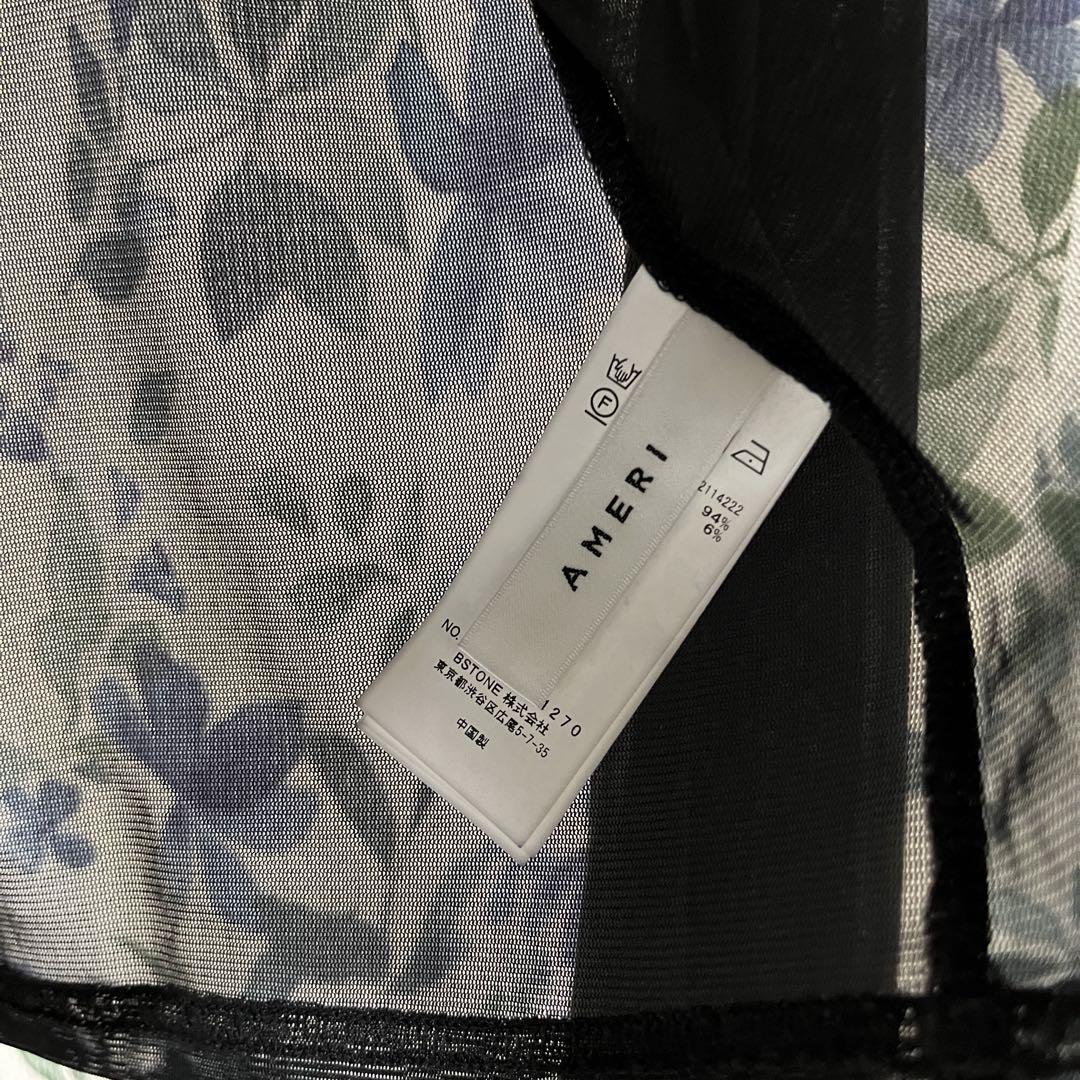 F
AMERI
2114222
94%
6%
NO.
1270
BSTONE 株式会社
東京都渋谷区広尾5-7-35
中国製